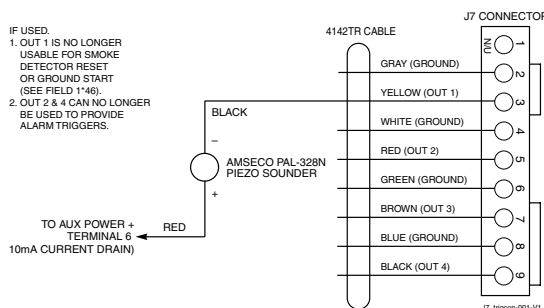 IF USED.
1. OUT 1 IS NO LONGER
USABLE FOR SMOKE
DETECTOR RESET
OR GROUND START
(SEE FIELD 1*46).
2. OUT 2 & 4 CAN NO LONGER
BE USED TO PROVIDE
ALARM TRIGGERS.
4142TR CABLE
J7 CONNECTOR
1
N/U
GRAY (GROUND)
2
YELLOW (OUT 1)
3
BLACK
WHITE (GROUND)
4
–
RED (OUT 2)
5
AMSECO PAL-328N
PIEZO SOUNDER
GREEN (GROUND)
6
+
BROWN (OUT 3)
7
TO AUX POWER +
TERMINAL 6
10mA CURRENT DRAIN)
RED
BLUE (GROUND)
8
BLACK (OUT 4)
9
J7_trigcon-001-V1